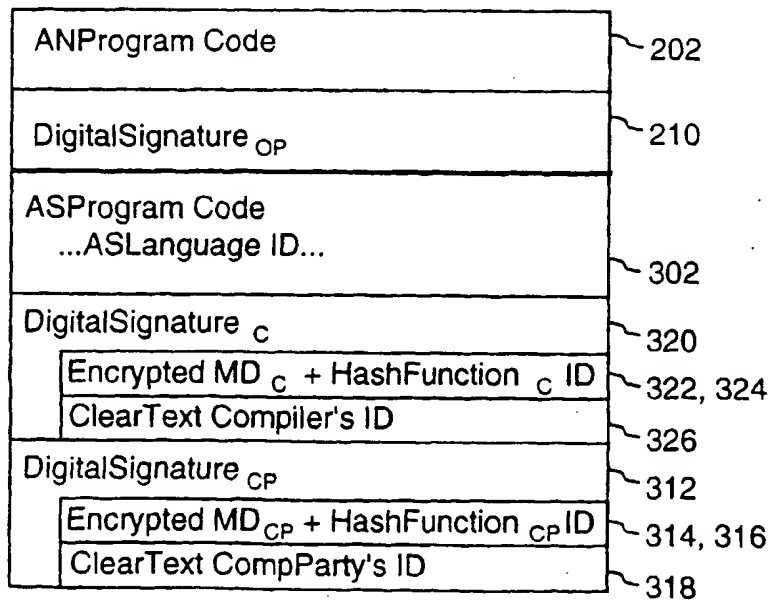 ANProgram Code
202
DigitalSignature OP
210
ASProgram Code
...ASLanguage ID...
302
DigitalSignature C
320
Encrypted MD C + HashFunction C ID
322, 324
ClearText Compiler's ID
326
DigitalSignature CP
312
Encrypted MD CP + HashFunction CP ID
314, 316
ClearText CompParty's ID
318